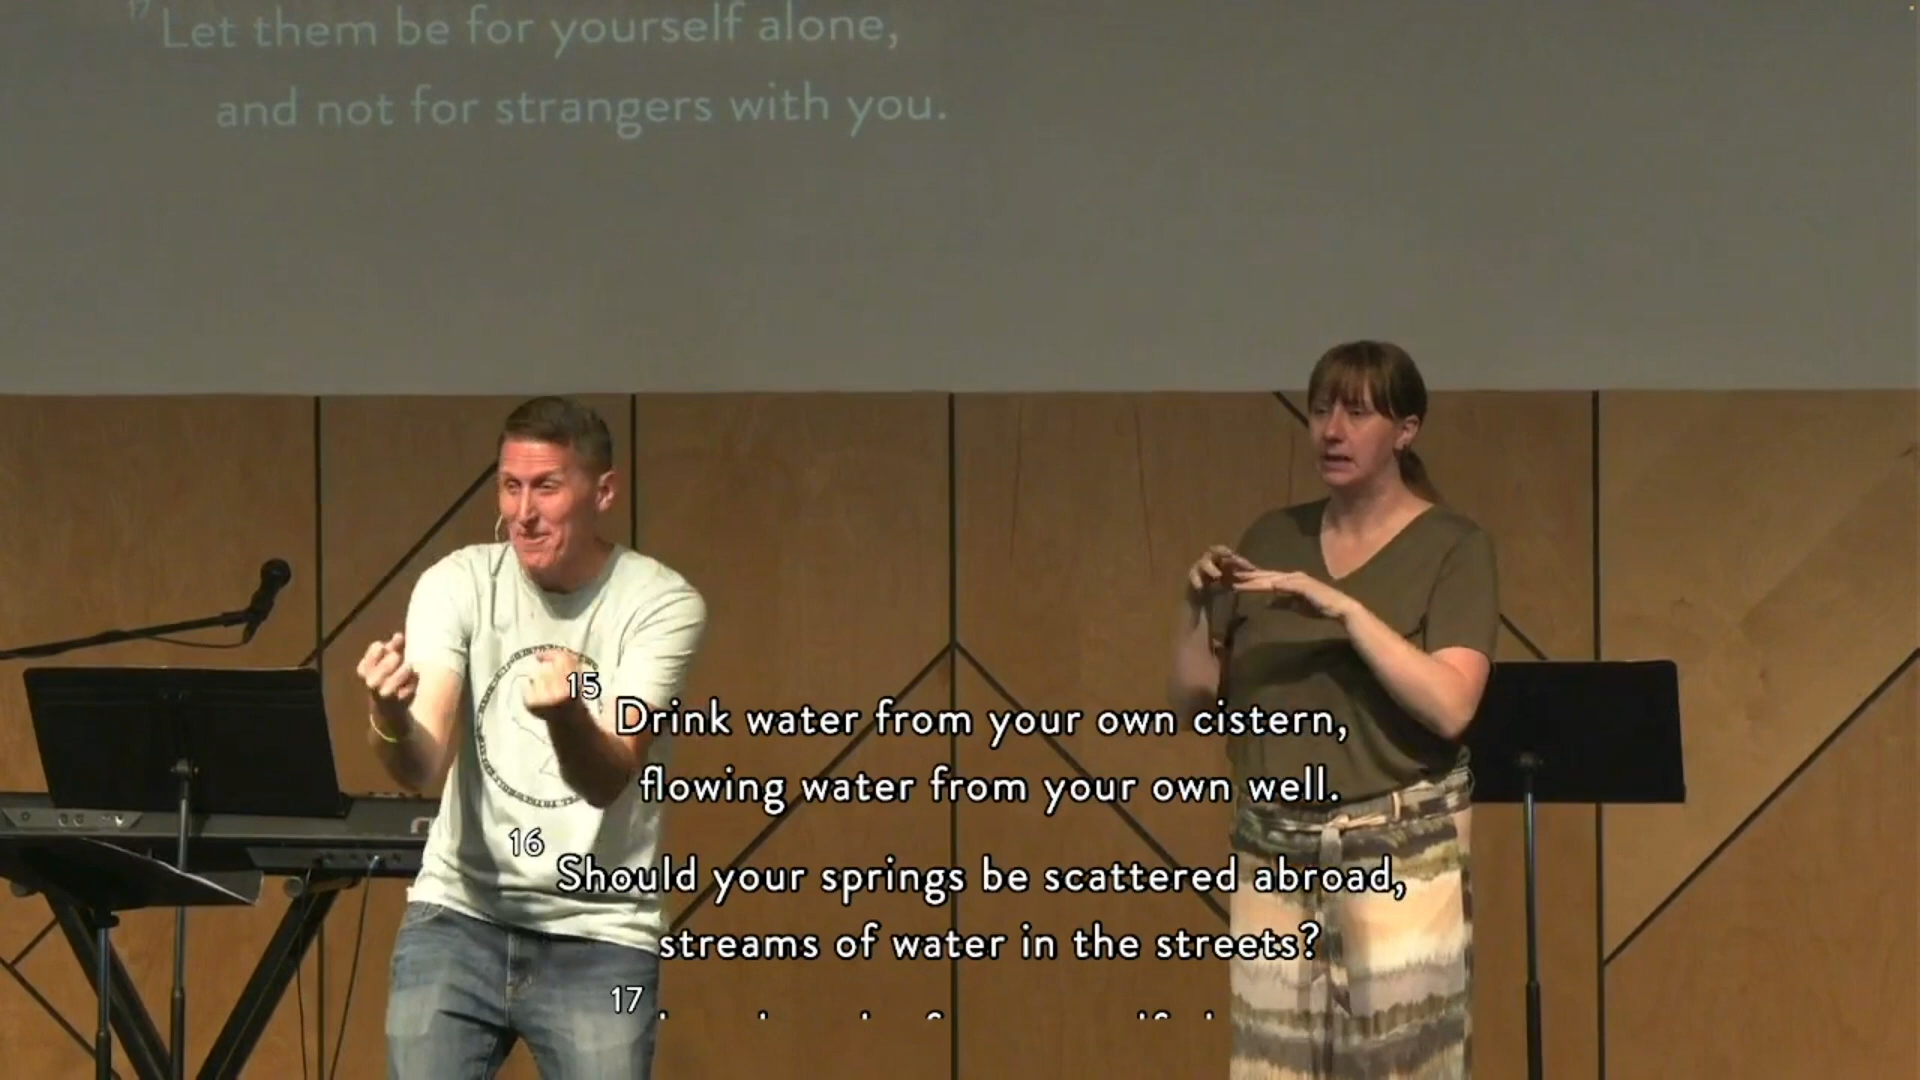 17 Let them be for yourself alone,
and not for strangers with you.
15 Drink water from your own cistern,
flowing water from your own well.
16 Should your springs be scattered abroad,
streams of water in the streets?
17